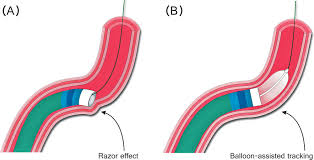 (A)
(B)
Razor effect
Balloon-assisted tracking